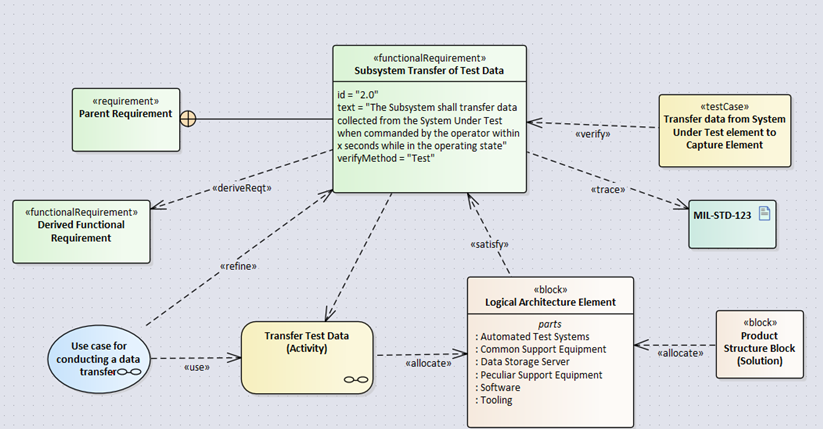 «functionalRequirement»
Subsystem Transfer of Test Data
id = "2.0"
text = "The Subsystem shall transfer data
collected from the System Under Test
when commanded by the operator within
x seconds while in the operating state"
verifyMethod = "Test"
«requirement»
Parent Requirement
«testCase»
Transfer data from System
Under Test element to
Capture Element
«verify»
«deriveReqt»
«trace»
«functionalRequirement»
Derived Functional
Requirement
MIL-STD-123
«refine»
«satisfy»
«block»
Logical Architecture Element
parts
: Automated Test Systems
: Common Support Equipment
: Data Storage Server
: Peculiar Support Equipment
: Software
: Tooling
Use case for
conducting a data
transfer
«use»
Transfer Test Data
(Activity)
«allocate»
«allocate»
«block»
Product
Structure Block
(Solution)